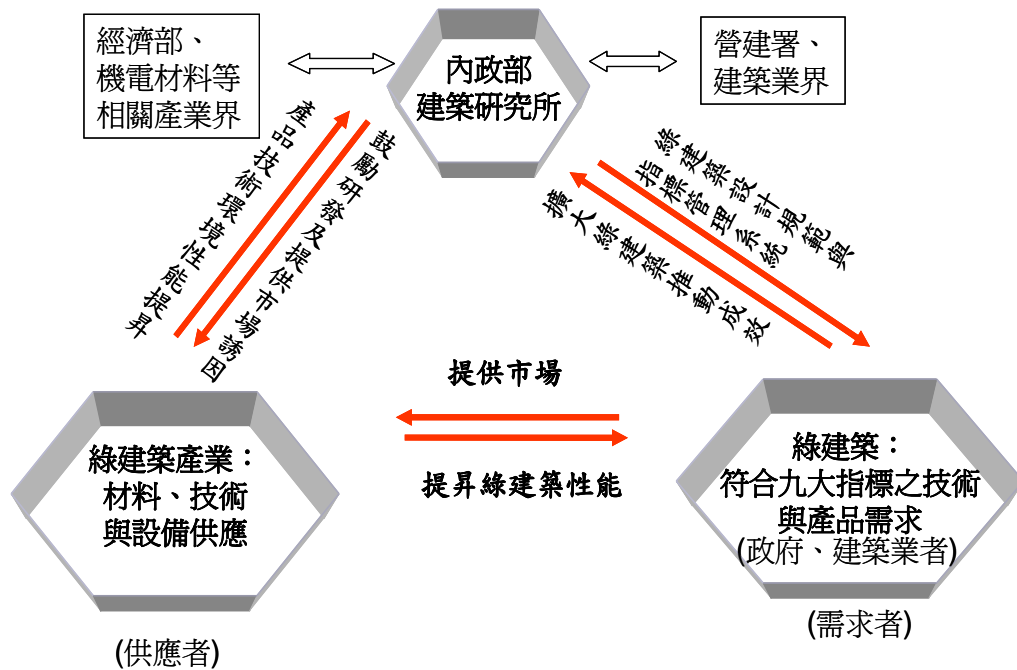 經濟部、
機電材料等
相關產業界
內政部
建築研究所
營建署、
建築業界
產品技術環境性能提昇
鼓勵研發及提供市場誘因
綠建築設計規範與
指標管理系統
擴大綠建築推動成效
提供市場
提昇綠建築性能
綠建築產業：
材料、技術
與設備供應
(供應者)
綠建築：
符合九大指標之技術
與產品需求
(政府、建築業者)
(需求者)